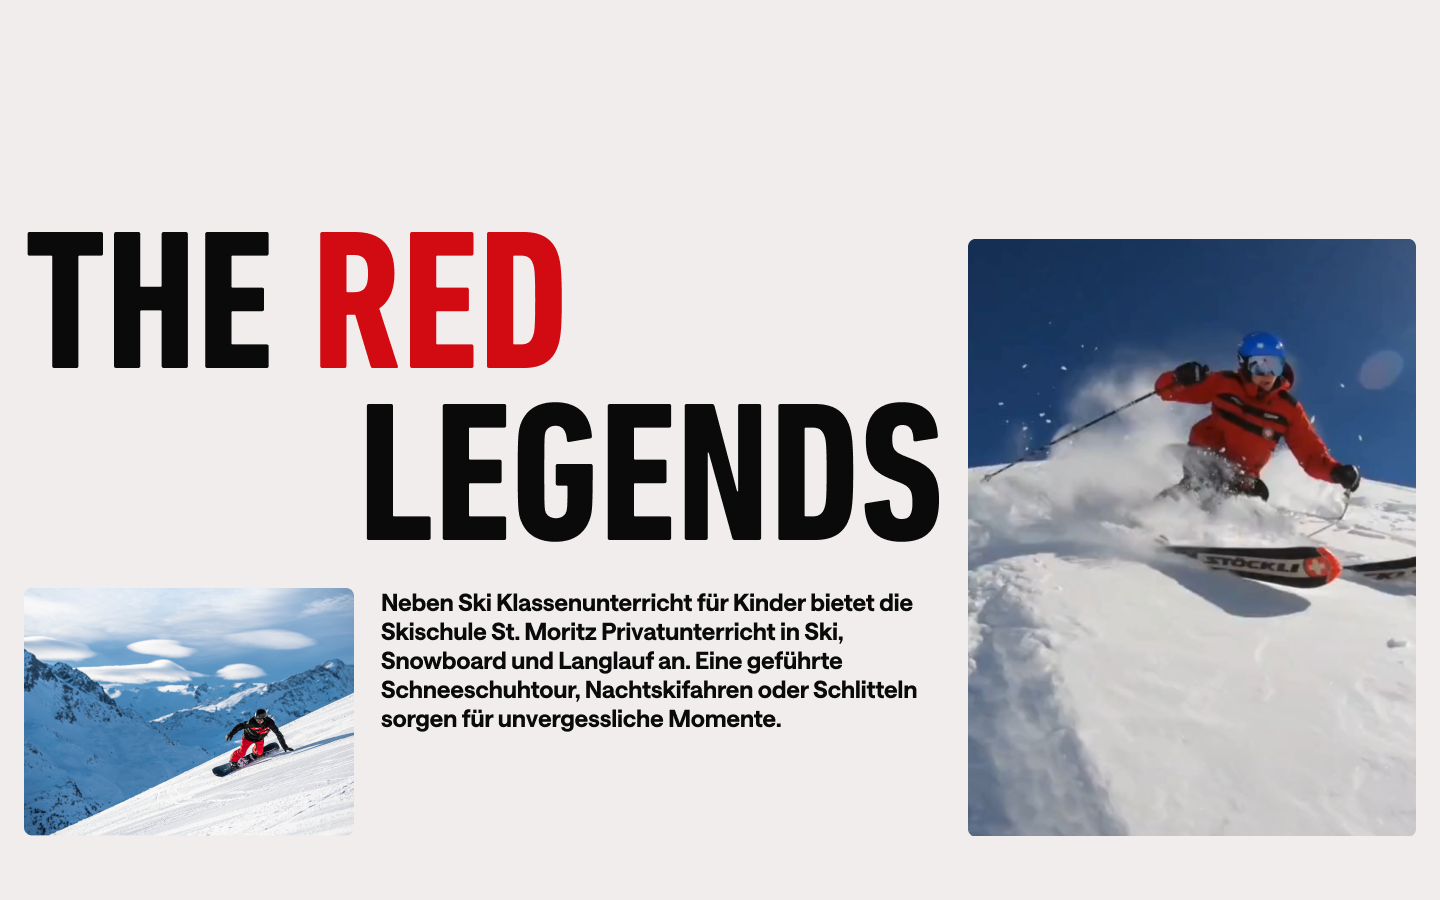 THE RED
LEGENDS
Neben Ski Klassenunterricht für Kinder bietet die
Skischule St. Moritz Privatunterricht in Ski,
Snowboard und Langlauf an. Eine geführte
Schneeschuhtour, Nachtskifahren oder Schlitteln
sorgen für unvergessliche Momente.
STÖCKLI